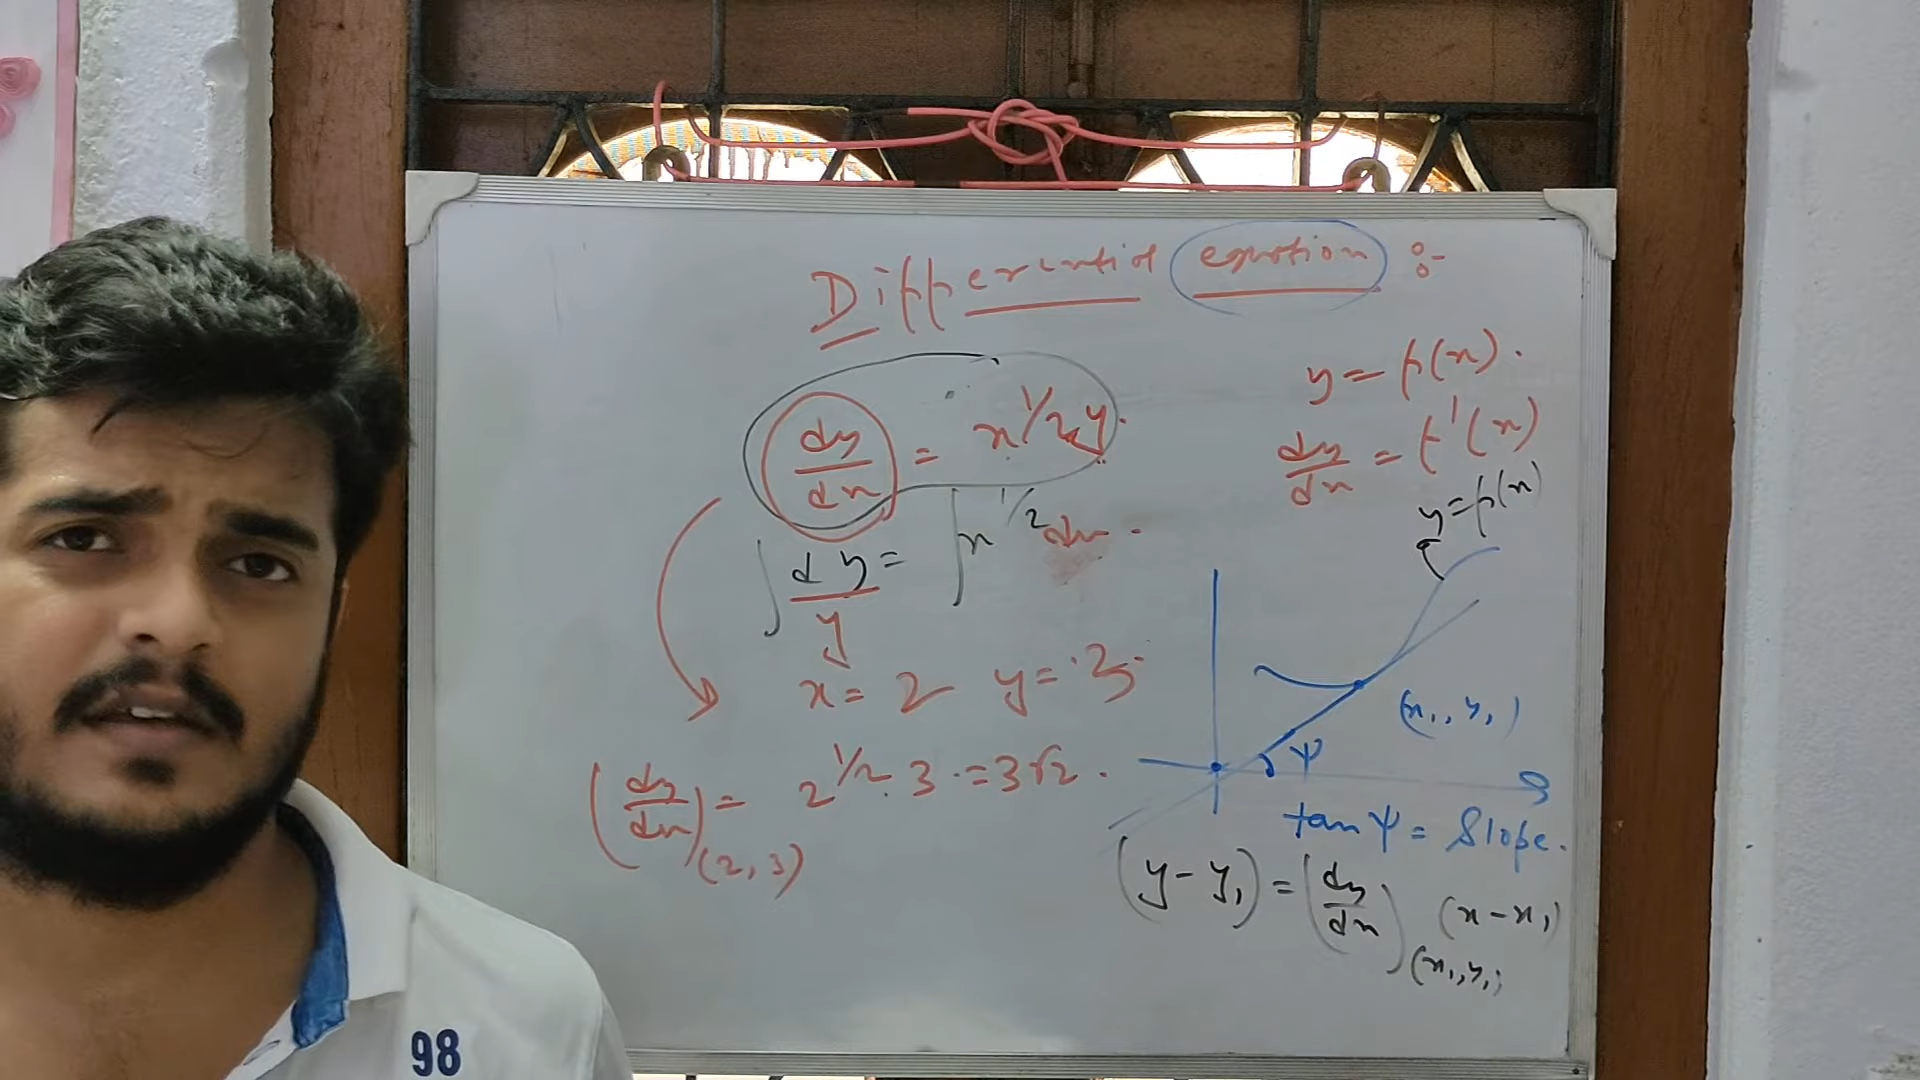 Differential equation :-
dy/dx = x^1/2 y.
∫ dy/y = ∫ x^1/2 dx.
x = 2 y = 3.
(dy/dx)(2,3) = 2^1/2 . 3 . = 3√2 .
y = f(x).
dy/dx = f'(x)
y = f(x)
(x1, y1)
ψ
tan ψ = Slope.
(y - y1) = (dy/dx)(x1, y1) (x - x1)
98